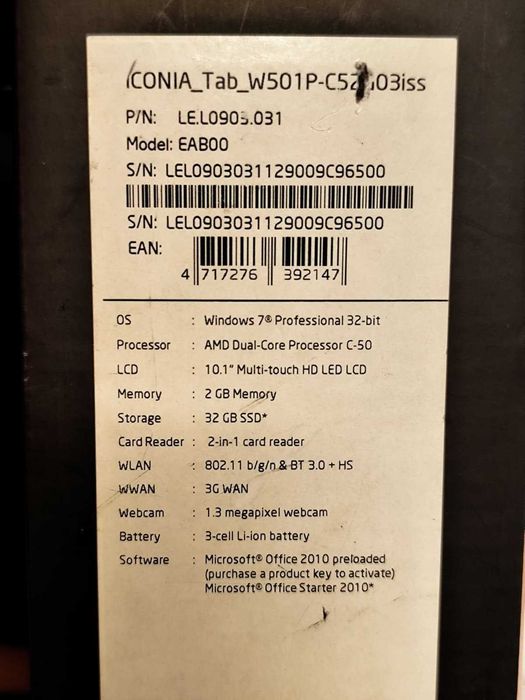 ICONIA_Tab_W501P-C52G03iss
P/N: LE.L0903.031
Model: EAB00
S/N: LEL0903031129009C96500
S/N: LEL0903031129009C96500
EAN:
4 717276 392147
OS : Windows 7® Professional 32-bit
Processor : AMD Dual-Core Processor C-50
LCD : 10.1" Multi-touch HD LED LCD
Memory : 2 GB Memory
Storage : 32 GB SSD*
Card Reader : 2-in-1 card reader
WLAN : 802.11 b/g/n & BT 3.0 + HS
WWAN : 3G WAN
Webcam : 1.3 megapixel webcam
Battery : 3-cell Li-ion battery
Software : Microsoft® Office 2010 preloaded
(purchase a product key to activate)
Microsoft® Office Starter 2010*